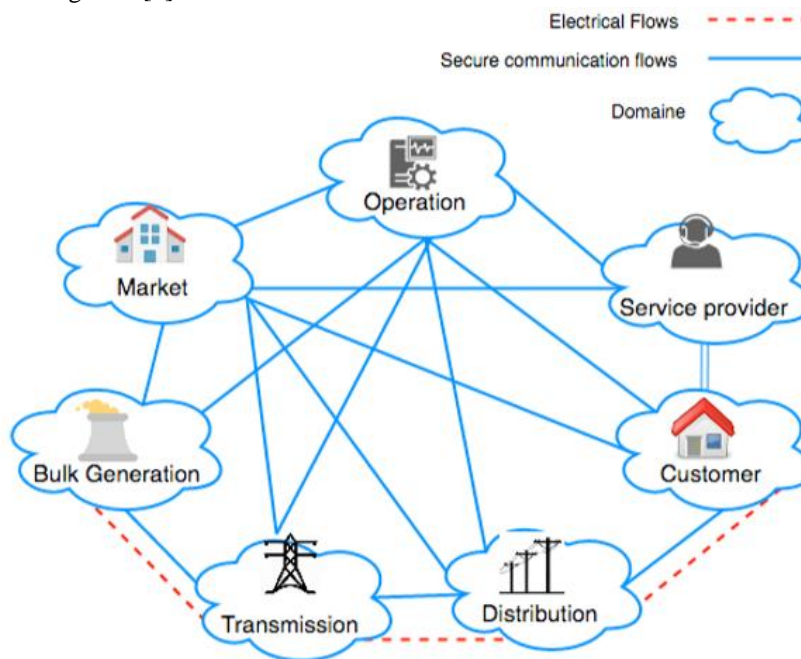 Electrical Flows
Secure communication flows
Domaine
Operation
Market
Service provider
Bulk Generation
Customer
Transmission
Distribution